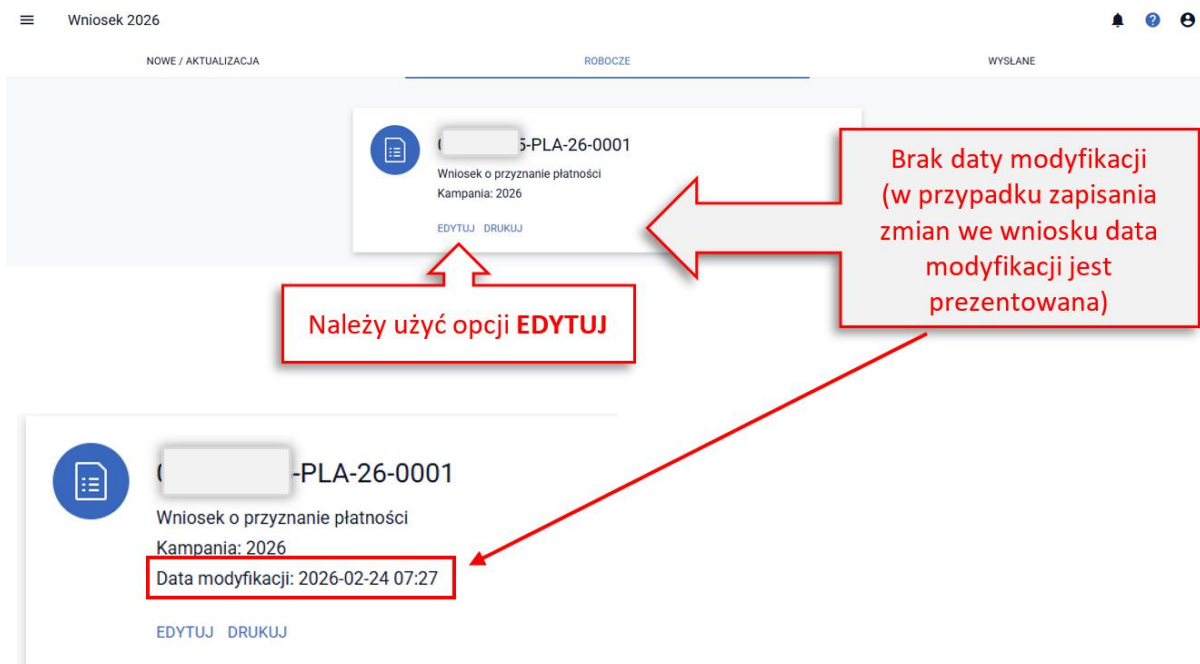 Wniosek 2026
NOWE / AKTUALIZACJA
ROBOCZE
WYSŁANE
5-PLA-26-0001
Wniosek o przyznanie płatności
Kampania: 2026
EDYTUJ DRUKUJ
Brak daty modyfikacji
(w przypadku zapisania
zmian we wniosku data
modyfikacji jest
prezentowana)
Należy użyć opcji EDYTUJ
-PLA-26-0001
Wniosek o przyznanie płatności
Kampania: 2026
Data modyfikacji: 2026-02-24 07:27
EDYTUJ DRUKUJ